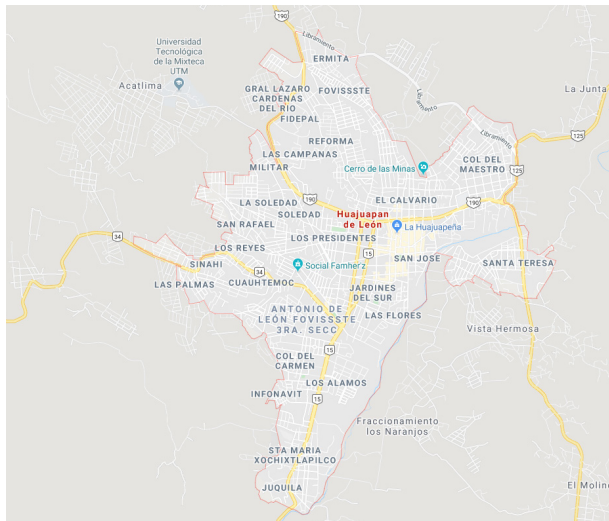 190
Universidad
Tecnológica
de la Mixteca
UTM
Libramiento
ERMITA
Acatlima
GRAL LAZARO
CARDENAS
DEL RIO
FOVISSSTE
Lib
amiento
La Junta
FIDEPAL
Libramiento
125
REFORMA
LAS CAMPANAS
MILITAR
Cerro de las Minas
COL DEL
MAESTRO
125
LA SOLEDAD
190
EL CALVARIO
190
SOLEDAD
Huajuapan
de León
SAN RAFAEL
La Huajuapeña
34
LOS PRESIDENTES
LOS REYES
15
SAN JOSE
SINAHI
34
Social Famher'z
SANTA TERESA
LAS PALMAS
CUAUHTEMOC
JARDINES
DEL SUR
ANTONIO DE
LEÓN FOVISSSTE
3RA. SECC
LAS FLORES
Vista Hermosa
15
COL DEL
CARMEN
LOS ALAMOS
INFONAVIT
15
Fraccionamiento
los Naranjos
STA MARIA
XOCHIXTLAPILCO
JUQUILA
El Molino